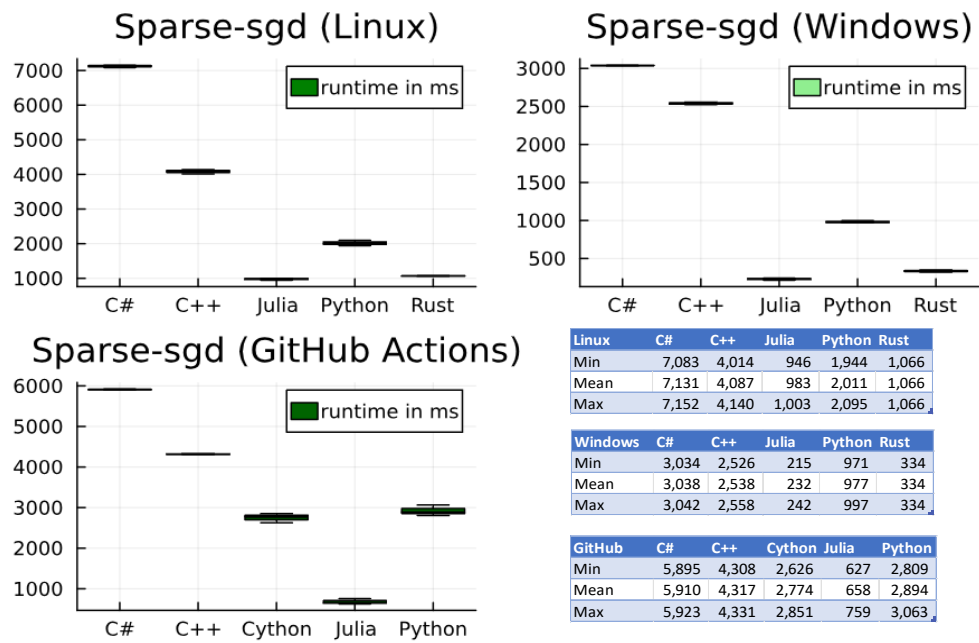 Sparse-sgd (Linux)
7000
6000
5000
4000
3000
2000
1000
runtime in ms
C# C++ Julia Python Rust
Sparse-sgd (Windows)
3000
2500
2000
1500
1000
500
runtime in ms
C# C++ Julia Python Rust
Sparse-sgd (GitHub Actions)
6000
5000
4000
3000
2000
1000
runtime in ms
C# C++ Cython Julia Python
Linux C# C++ Julia Python Rust
Min 7,083 4,014 946 1,944 1,066
Mean 7,131 4,087 983 2,011 1,066
Max 7,152 4,140 1,003 2,095 1,066
Windows C# C++ Julia Python Rust
Min 3,034 2,526 215 971 334
Mean 3,038 2,538 232 977 334
Max 3,042 2,558 242 997 334
GitHub C# C++ Cython Julia Python
Min 5,895 4,308 2,626 627 2,809
Mean 5,910 4,317 2,774 658 2,894
Max 5,923 4,331 2,851 759 3,063